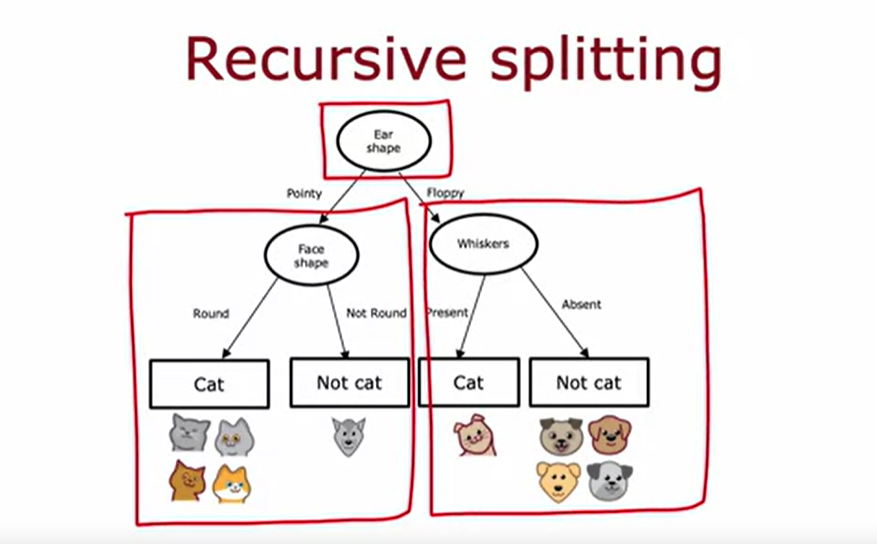 Recursive splitting
Ear
shape
Pointy
Floppy
Face
shape
Whiskers
Round
Not Round
Present
Absent
Cat
Not cat
Cat
Not cat